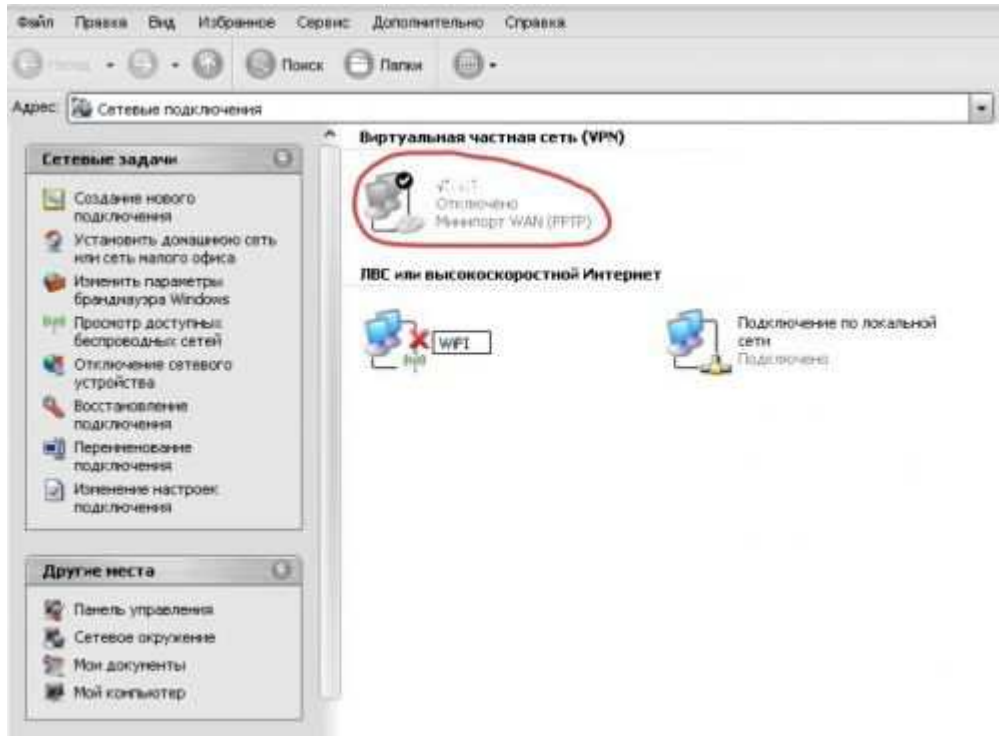 Файл Правка Вид Избранное Сервис Дополнительно Справка
Поиск Папки
Адрес: Сетевые подключения
Сетевые задачи
Создание нового
подключения
Установить домашнюю сеть
или сеть малого офиса
Изменить параметры
брандмауэра Windows
Просмотр доступных
беспроводных сетей
Отключение сетевого
устройства
Восстановление
подключения
Переименование
подключения
Изменение настроек
подключения
Другие места
Панель управления
Сетевое окружение
Мои документы
Мой компьютер
Виртуальная частная сеть (VPN)
Отключено
Минипорт WAN (PPTP)
ЛВС или высокоскоростной Интернет
WIFI
Подключение по локальной
сети
Подключено